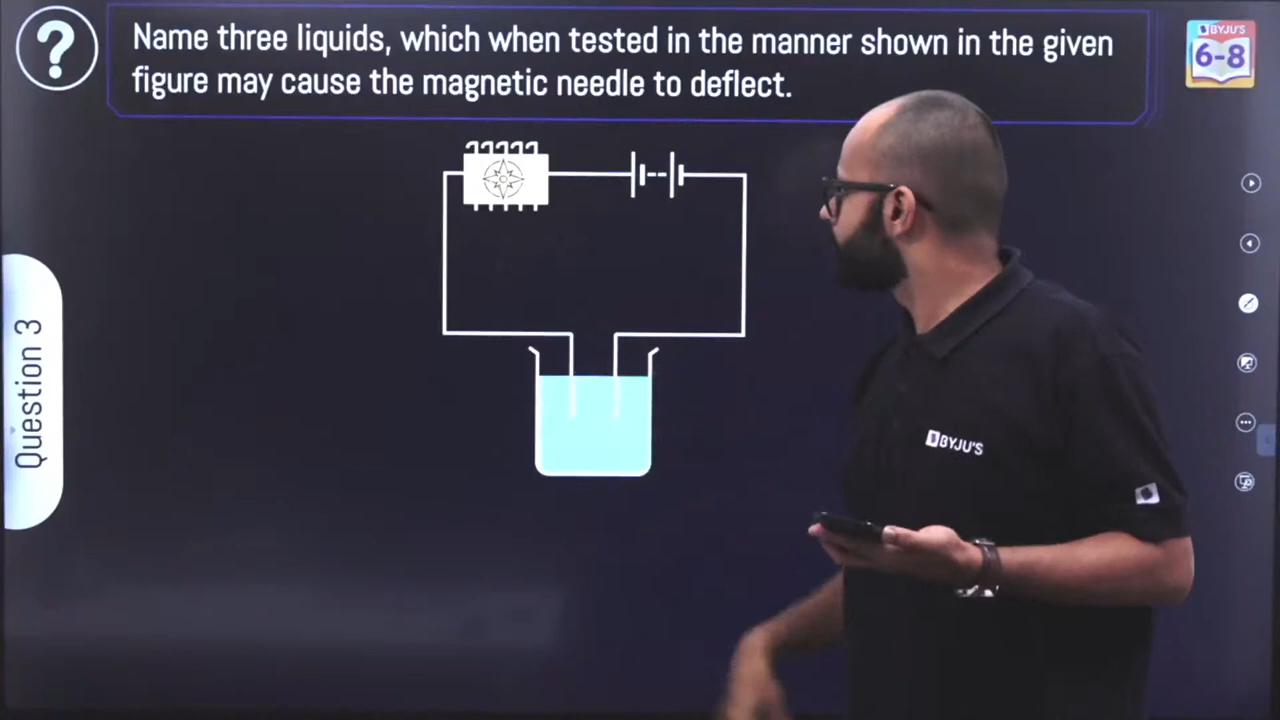 ?
Name three liquids, which when tested in the manner shown in the given
figure may cause the magnetic needle to deflect.
BYJU'S
6-8
Question 3
BYJU'S